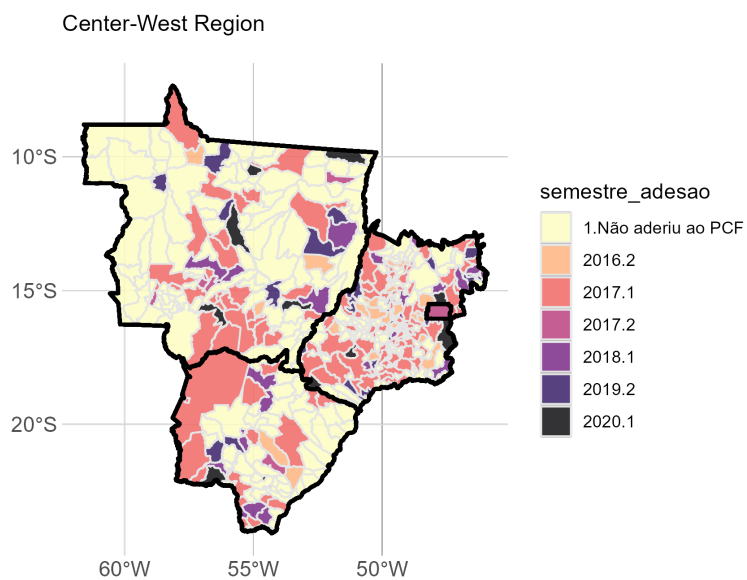 Center-West Region
10°S
15°S
20°S
60°W
55°W
50°W
semestre_adesao
1.Não aderiu ao PCF
2016.2
2017.1
2017.2
2018.1
2019.2
2020.1